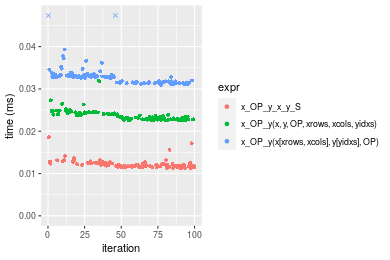 0.04
0.03
0.02
0.01
0.00
time (ms)
0
25
50
75
100
iteration
expr
x_OP_y_x_y_S
x_OP_y(x, y, OP, xrows, xcols, yidxs)
x_OP_y(x[xrows, xcols], y[yidxs], OP)